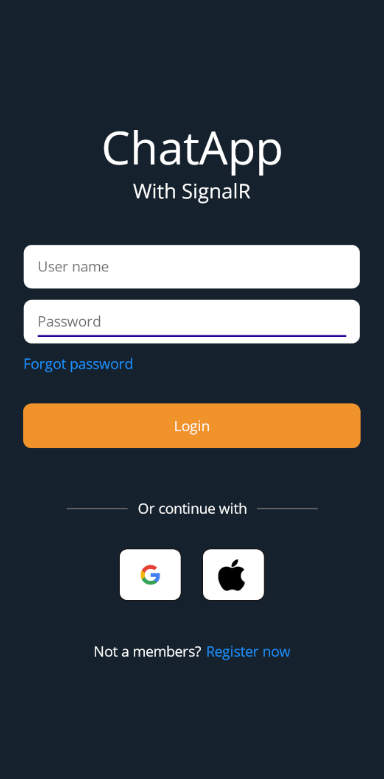 ChatApp
With SignalR
User name
Password
Forgot password
Login
Or continue with
Not a members? Register now